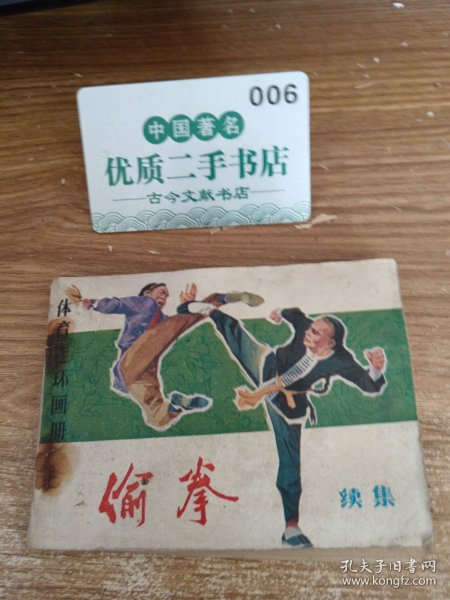 006
中国著名
优质二手书店
古今文献书店
体育连环画册
偷拳
续集
孔夫子旧书网
www.kongfz.com